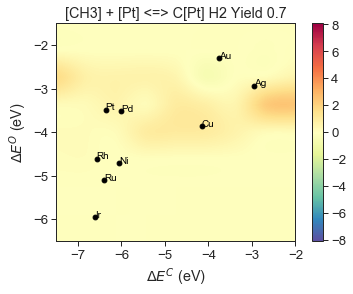 [CH3] + [Pt] <=> C[Pt] H2 Yield 0.7
ΔE^O (eV)
−2
−3
−4
−5
−6
Au
Ag
Pt
Pd
Cu
Rh
Ni
Ru
Ir
−7
−6
−5
−4
−3
−2
ΔE^C (eV)
8
6
4
2
0
−2
−4
−6
−8